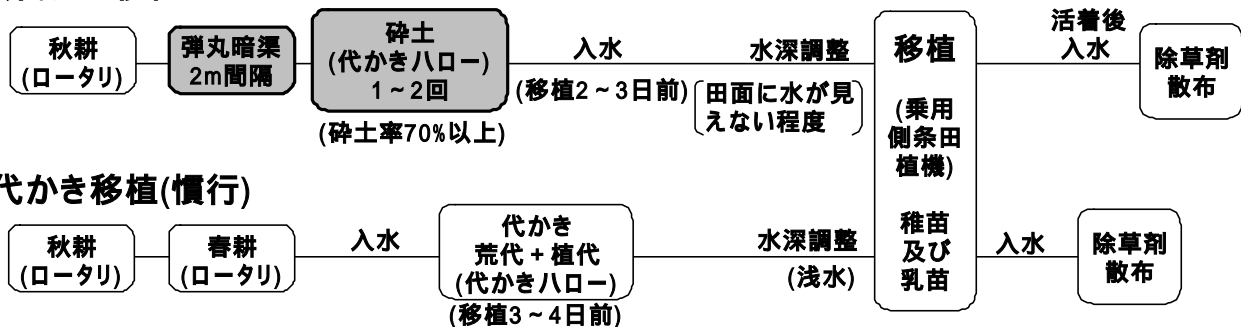 秋耕
(ロータリ)
弾丸暗渠
2m間隔
砕土
(代かきハロー)
1~2回
(砕土率70%以上)
入水
(移植2~3日前)
水深調整
田面に水が見
えない程度
移植
(乗用
側条田
植機)
稚苗
及び
乳苗
活着後
入水
除草剤
散布
代かき移植(慣行)
秋耕
(ロータリ)
春耕
(ロータリ)
入水
代かき
荒代+植代
(代かきハロー)
(移植3~4日前)
水深調整
(浅水)
入水
除草剤
散布